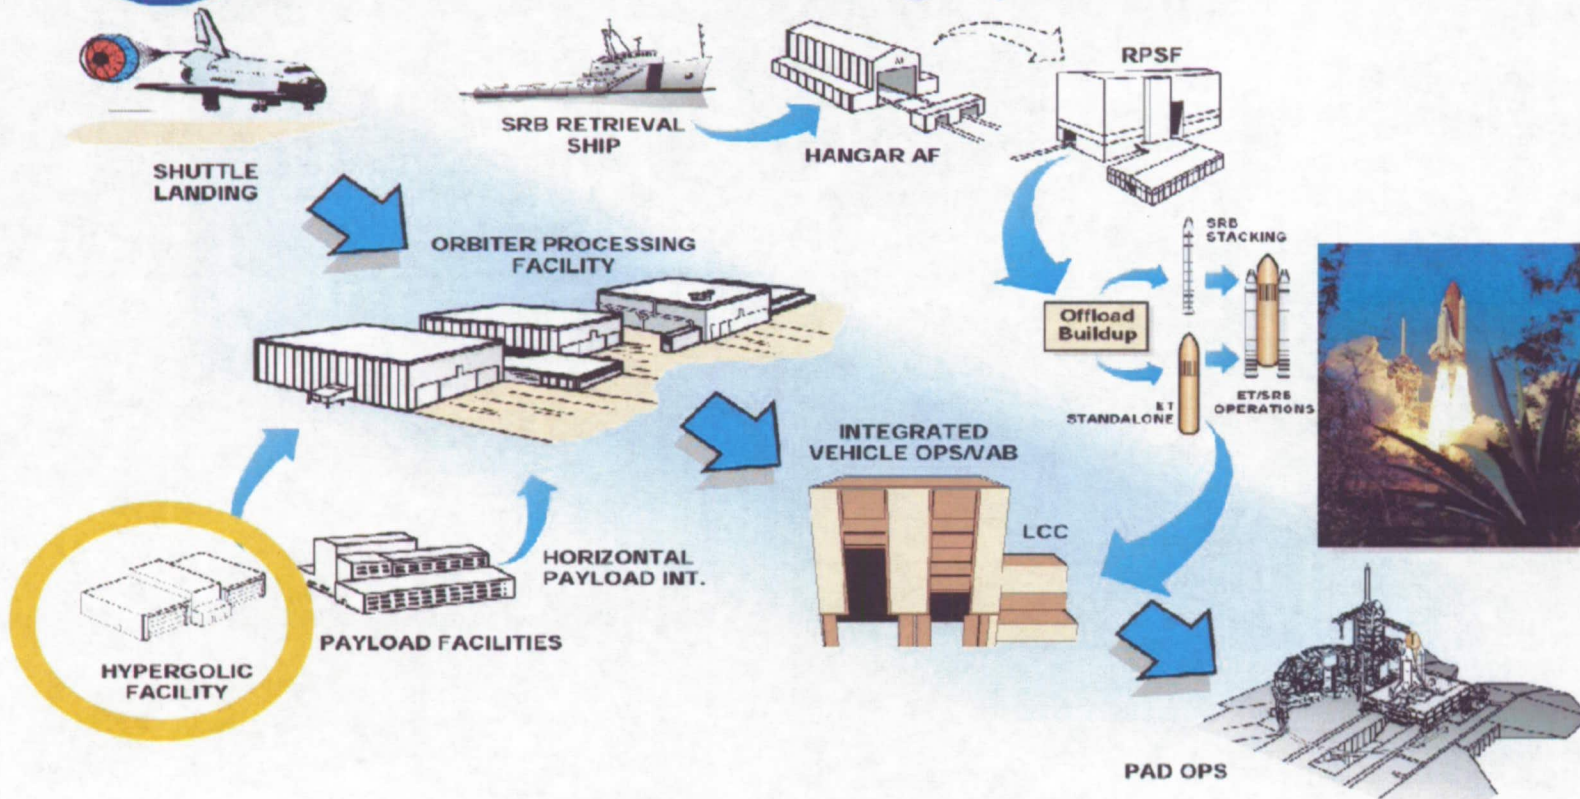 SHUTTLE
LANDING
SRB RETRIEVAL
SHIP
HANGAR AF
RPSF
ORBITER PROCESSING
FACILITY
SRB
STACKING
Offload
Buildup
ET
STANDALONE
ET/SRB
OPERATIONS
INTEGRATED
VEHICLE OPS/VAB
LCC
HORIZONTAL
PAYLOAD INT.
PAYLOAD FACILITIES
HYPERGOLIC
FACILITY
PAD OPS